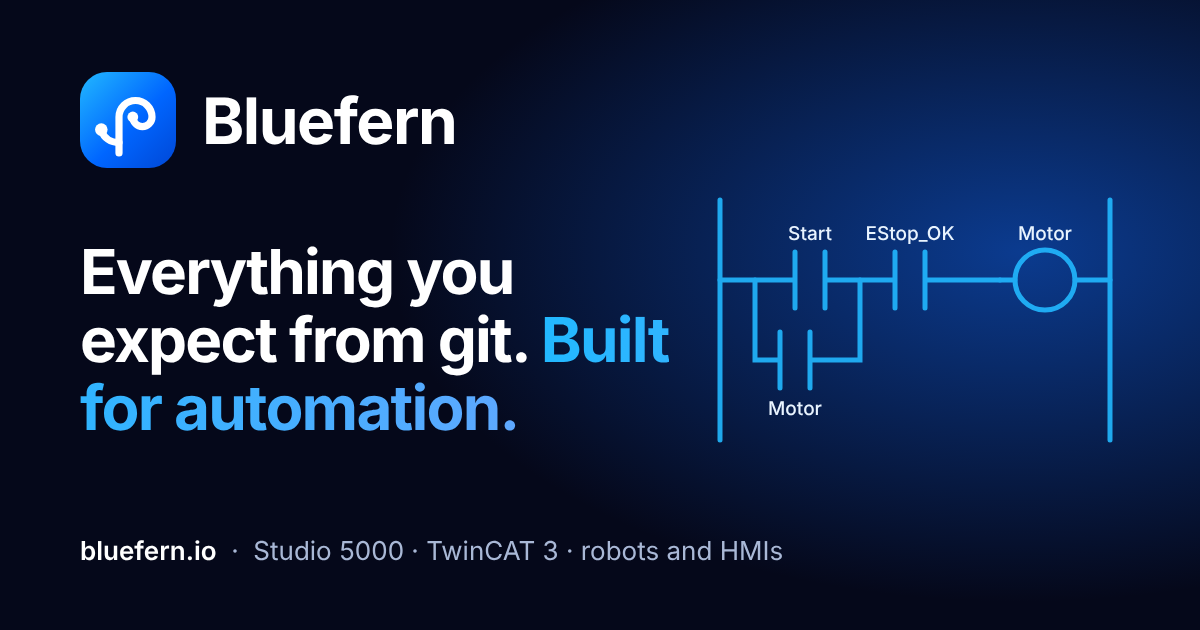 Bluefern
Everything you
expect from git. Built
for automation.
Start EStop_OK Motor
Motor
bluefern.io · Studio 5000 · TwinCAT 3 · robots and HMIs